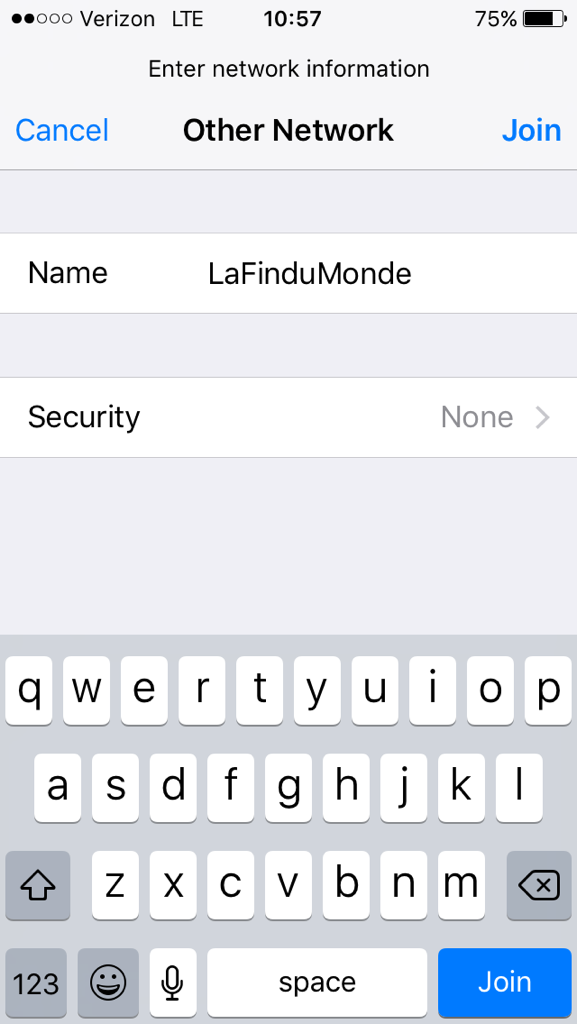 Verizon LTE 10:57 75%
Enter network information
Cancel Other Network Join
Name LaFinduMonde
Security None
q w e r t y u i o p
a s d f g h j k l
z x c v b n m
123 space Join